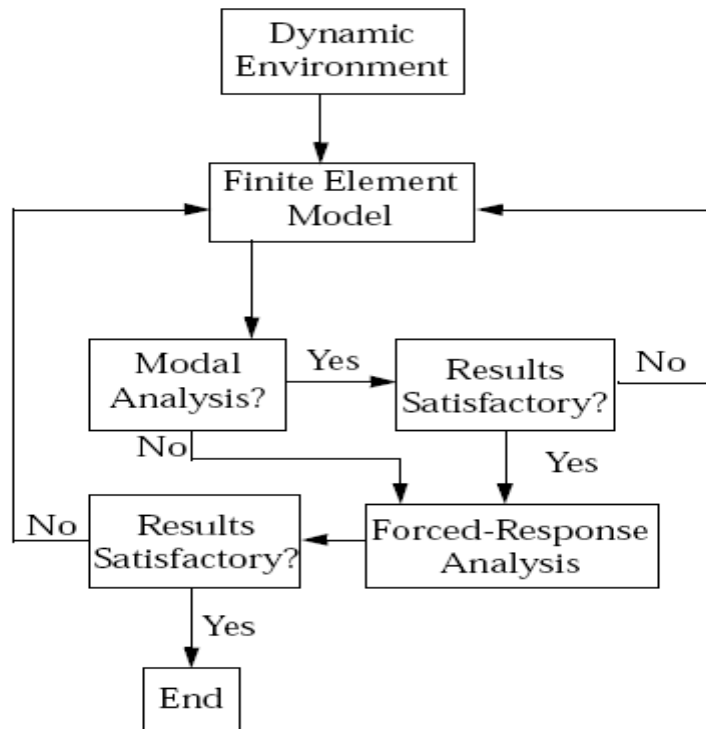 Dynamic
Environment
Finite Element
Model
Modal
Analysis?
Yes
Results
Satisfactory?
No
No
Yes
No
Results
Satisfactory?
Forced-Response
Analysis
Yes
End